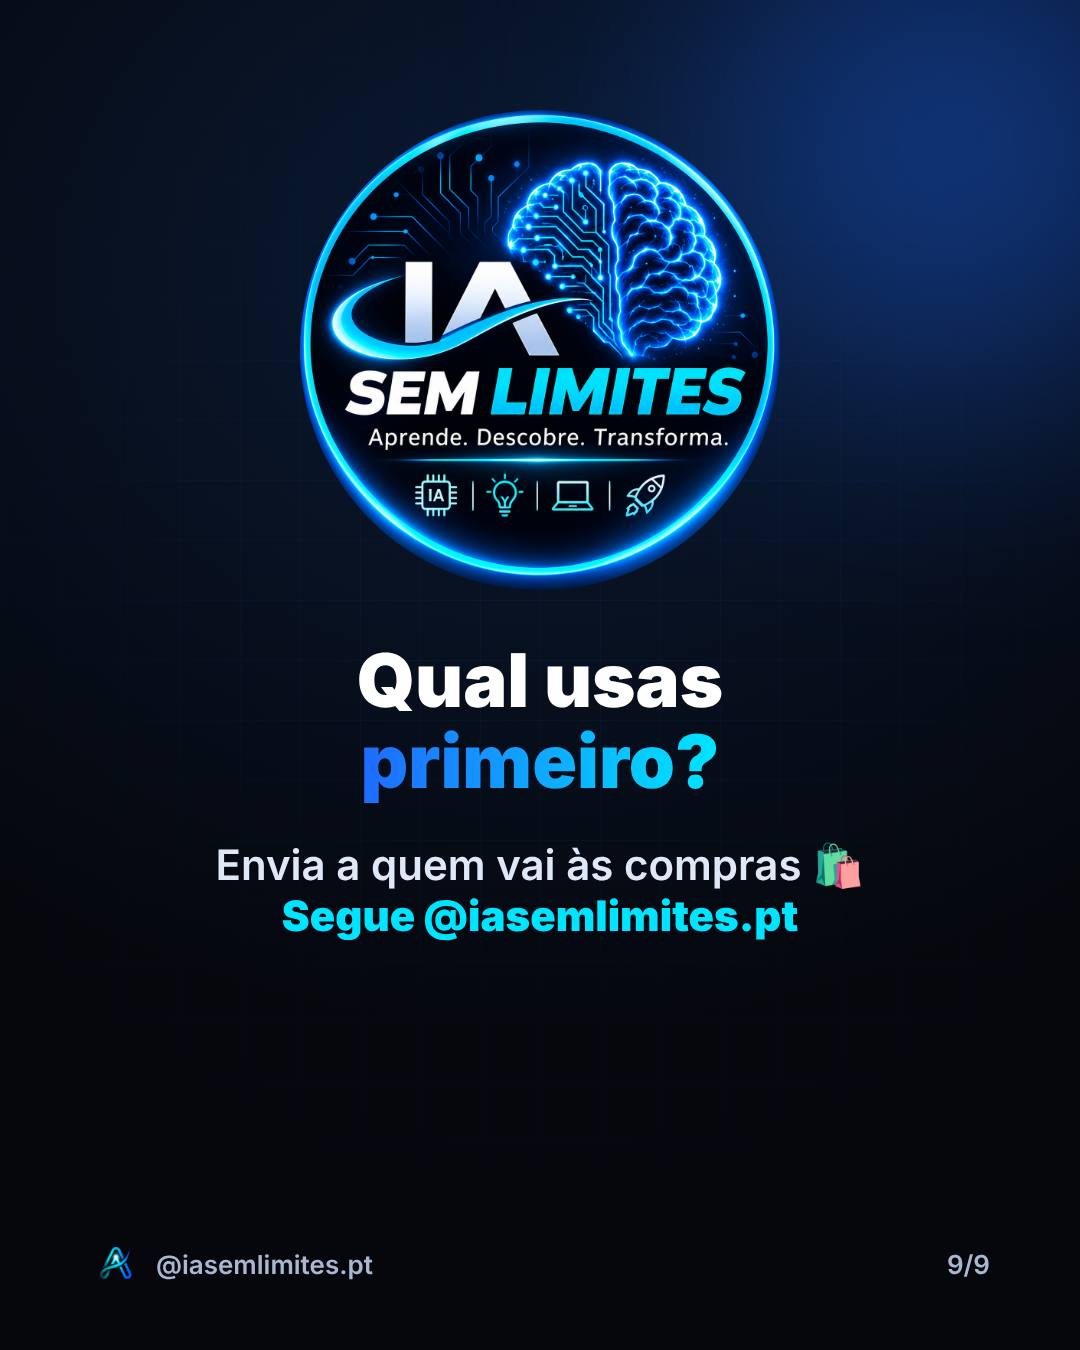 IA
SEM LIMITES
Aprende. Descobre. Transforma.
IA
Qual usas
primeiro?
Envia a quem vai às compras 🛍️
Segue @iasemlimites.pt
@iasemlimites.pt
9/9